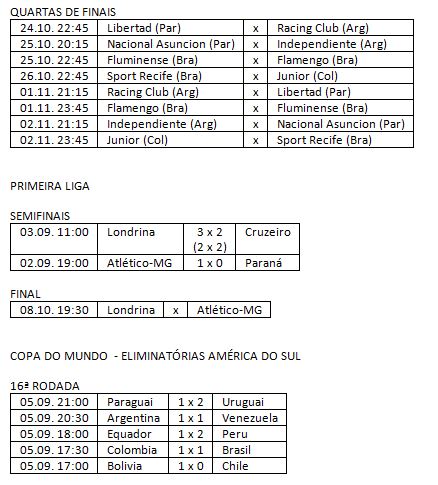 QUARTAS DE FINAIS
24.10. 22:45 Libertad (Par) x Racing Club (Arg)
25.10. 20:15 Nacional Asuncion (Par) x Independiente (Arg)
25.10. 22:45 Fluminense (Bra) x Flamengo (Bra)
26.10. 22:45 Sport Recife (Bra) x Junior (Col)
01.11. 21:15 Racing Club (Arg) x Libertad (Par)
01.11. 23:45 Flamengo (Bra) x Fluminense (Bra)
02.11. 21:15 Independiente (Arg) x Nacional Asuncion (Par)
02.11. 23:45 Junior (Col) x Sport Recife (Bra)
PRIMEIRA LIGA
SEMIFINAIS
03.09. 11:00 Londrina 3 x 2 Cruzeiro
(2 x 2)
02.09. 19:00 Atlético-MG 1 x 0 Paraná
FINAL
08.10. 19:30 Londrina x Atlético-MG
COPA DO MUNDO - ELIMINATÓRIAS AMÉRICA DO SUL
16ª RODADA
05.09. 21:00 Paraguai 1 x 2 Uruguai
05.09. 20:30 Argentina 1 x 1 Venezuela
05.09. 18:00 Equador 1 x 2 Peru
05.09. 17:30 Colombia 1 x 1 Brasil
05.09. 17:00 Bolivia 1 x 0 Chile